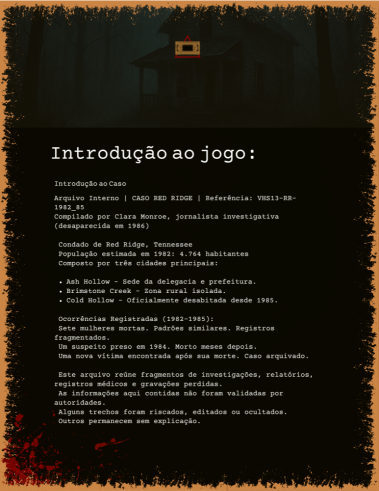 Introdução ao jogo:
Introdução ao Caso
Arquivo Interno | CASO RED RIDGE | Referência: VHS13-RR-
1982_85
Compilado por Clara Monroe, jornalista investigativa
(desaparecida em 1986)
Condado de Red Ridge, Tennessee
População estimada em 1982: 4.764 habitantes
Composto por três cidades principais:
• Ash Hollow – Sede da delegacia e prefeitura.
• Brimstone Creek – Zona rural isolada.
• Cold Hollow – Oficialmente desabitada desde 1985.
Ocorrências Registradas (1982–1985):
Sete mulheres mortas. Padrões similares. Registros
fragmentados.
Um suspeito preso em 1984. Morto meses depois.
Uma nova vítima encontrada após sua morte. Caso arquivado.
Este arquivo reúne fragmentos de investigações, relatórios,
registros médicos e gravações perdidas.
As informações aqui contidas não foram validadas por
autoridades.
Alguns trechos foram riscados, editados ou ocultados.
Outros permanecem sem explicação.